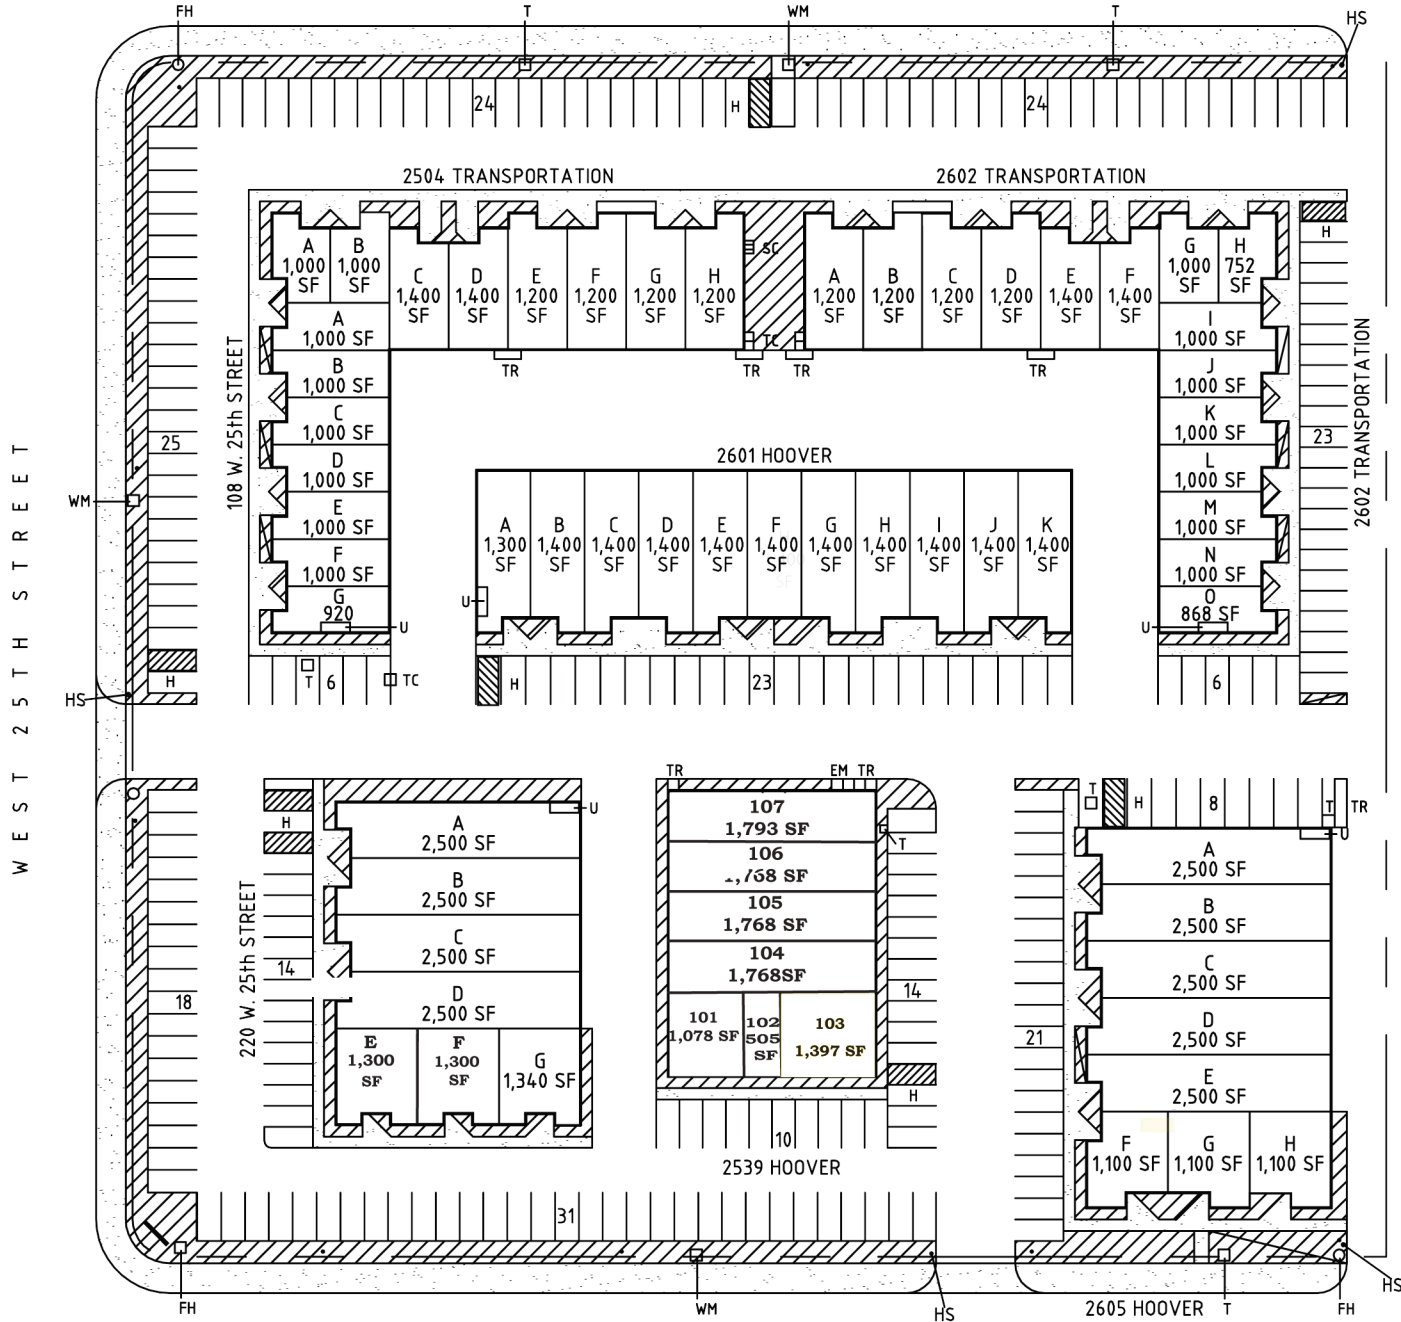 FH
T
WM
T
HS
24
H
24
2504 TRANSPORTATION
2602 TRANSPORTATION
A
1,000
SF
B
1,000
SF
C
1,400
SF
D
1,400
SF
E
1,200
SF
F
1,200
SF
G
1,200
SF
H
1,200
SF
SC
TC
A
1,200
SF
B
1,200
SF
C
1,200
SF
D
1,200
SF
E
1,400
SF
F
1,400
SF
G
1,000
SF
H
752
SF
H
TR
TR
TR
TR
WEST 25TH STREET
WM
25
108 W. 25th STREET
A
1,000 SF
B
1,000 SF
C
1,000 SF
D
1,000 SF
E
1,000 SF
F
1,000 SF
G
920
U
2601 HOOVER
A
1,300
SF
B
1,400
SF
C
1,400
SF
D
1,400
SF
E
1,400
SF
F
1,400
SF
G
1,400
SF
H
1,400
SF
I
1,400
SF
J
1,400
SF
K
1,400
SF
U
I
1,000 SF
J
1,000 SF
K
1,000 SF
L
1,000 SF
M
1,000 SF
N
1,000 SF
O
868 SF
U
23
2602 TRANSPORTATION
H
HS
T
6
TC
H
23
6
18
H
14
220 W. 25th STREET
U
A
2,500 SF
B
2,500 SF
C
2,500 SF
D
2,500 SF
E
1,300
SF
F
1,300
SF
G
1,340 SF
TR
EM
TR
107
1,793 SF
106
1,768 SF
105
1,768 SF
104
1,768SF
101
1,078 SF
102
505
SF
103
1,397 SF
T
14
H
10
2539 HOOVER
31
21
T
H
8
T
TR
U
A
2,500 SF
B
2,500 SF
C
2,500 SF
D
2,500 SF
E
2,500 SF
F
1,100 SF
G
1,100 SF
H
1,100 SF
FH
WM
HS
2605 HOOVER
T
FH
HS